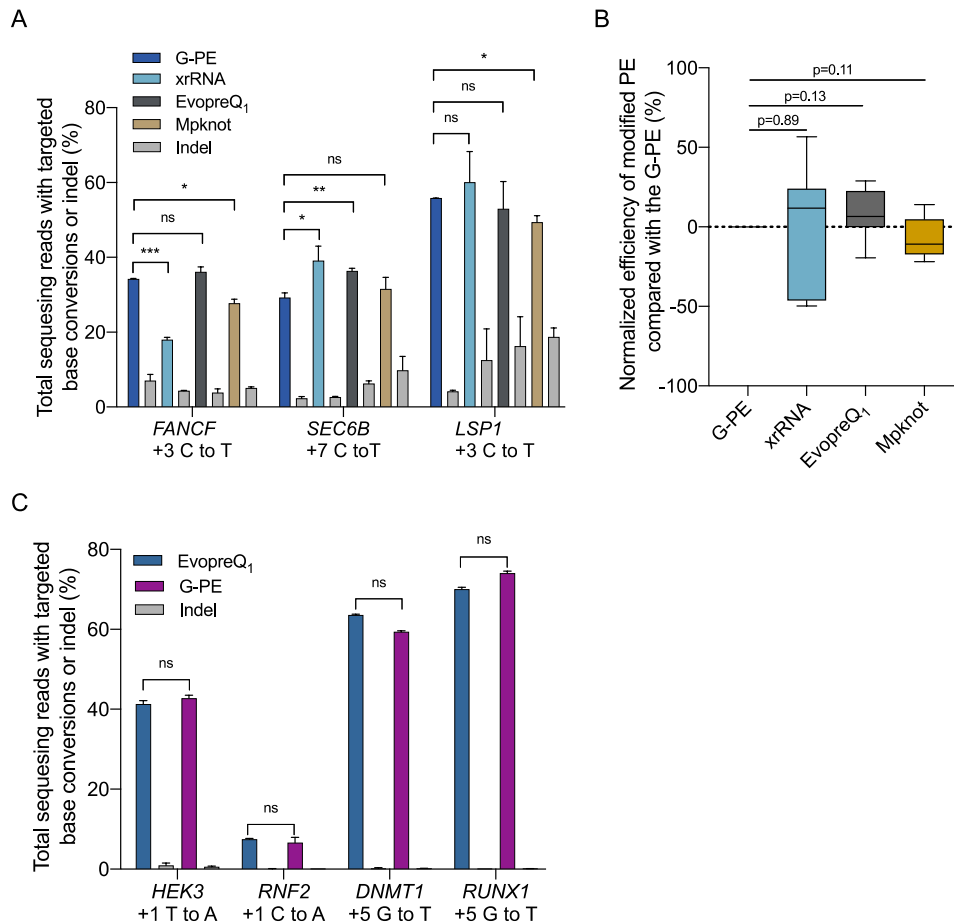 A
G-PE
xrRNA
EvopreQ1
Mpknot
Indel
Total sequesing reads with targeted
base conversions or indel (%)
80
60
40
20
0
***
ns
*
*
**
ns
ns
ns
*
FANCF
+3 C to T
SEC6B
+7 C toT
LSP1
+3 C to T
B
Normalized efficiency of modified PE
compared with the G-PE (%)
100
50
0
-50
-100
p=0.11
p=0.13
p=0.89
G-PE
xrRNA
EvopreQ1
Mpknot
C
EvopreQ1
G-PE
Indel
Total sequesing reads with targeted
base conversions or indel (%)
80
60
40
20
0
ns
ns
ns
ns
HEK3
+1 T to A
RNF2
+1 C to A
DNMT1
+5 G to T
RUNX1
+5 G to T